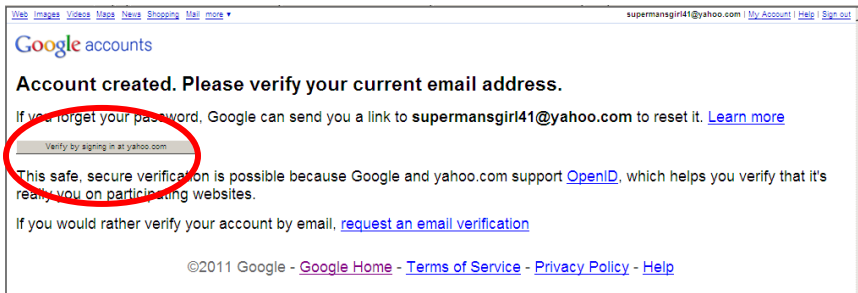 Web Images Videos Maps News Shopping Mail more ▼ supermansgirl41@yahoo.com | My Account | Help | Sign out
Google accounts
Account created. Please verify your current email address.
If you forget your password, Google can send you a link to supermansgirl41@yahoo.com to reset it. Learn more
Verify by signing in at yahoo.com
This safe, secure verification is possible because Google and yahoo.com support OpenID, which helps you verify that it's
really you on participating websites.
If you would rather verify your account by email, request an email verification
©2011 Google - Google Home - Terms of Service - Privacy Policy - Help